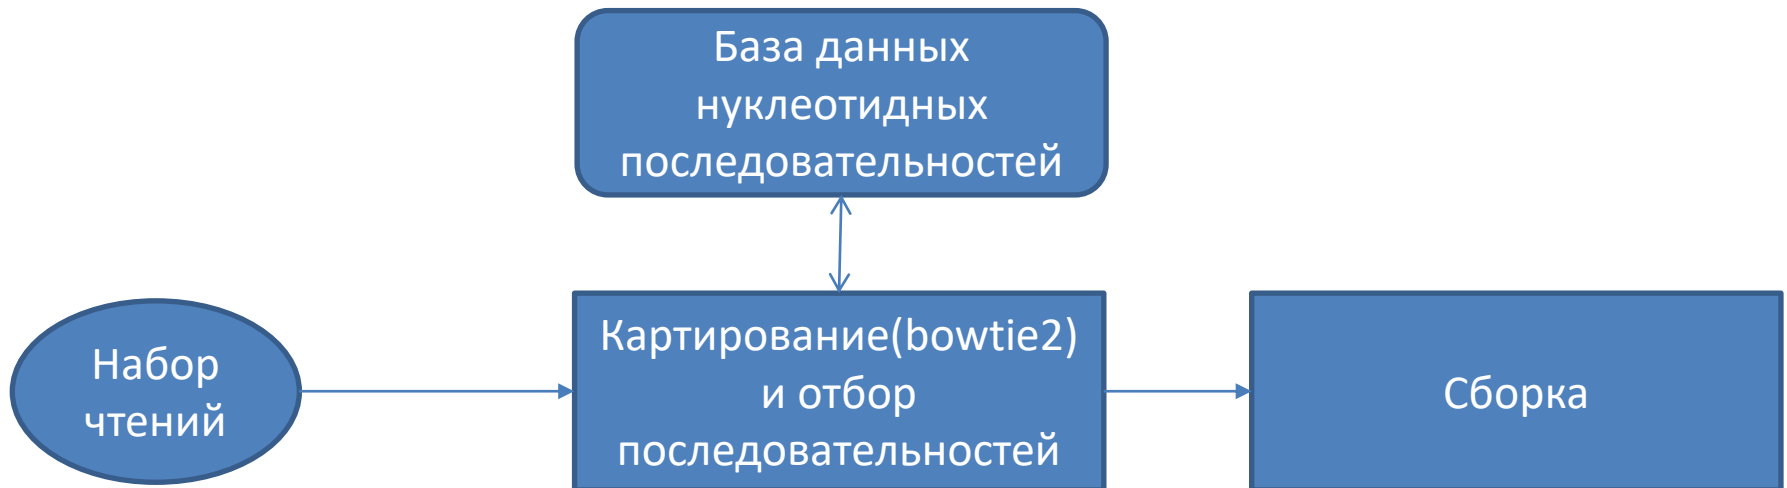 База данных
нуклеотидных
последовательностей
Набор
чтений
Картирование(bowtie2)
и отбор
последовательностей
Сборка